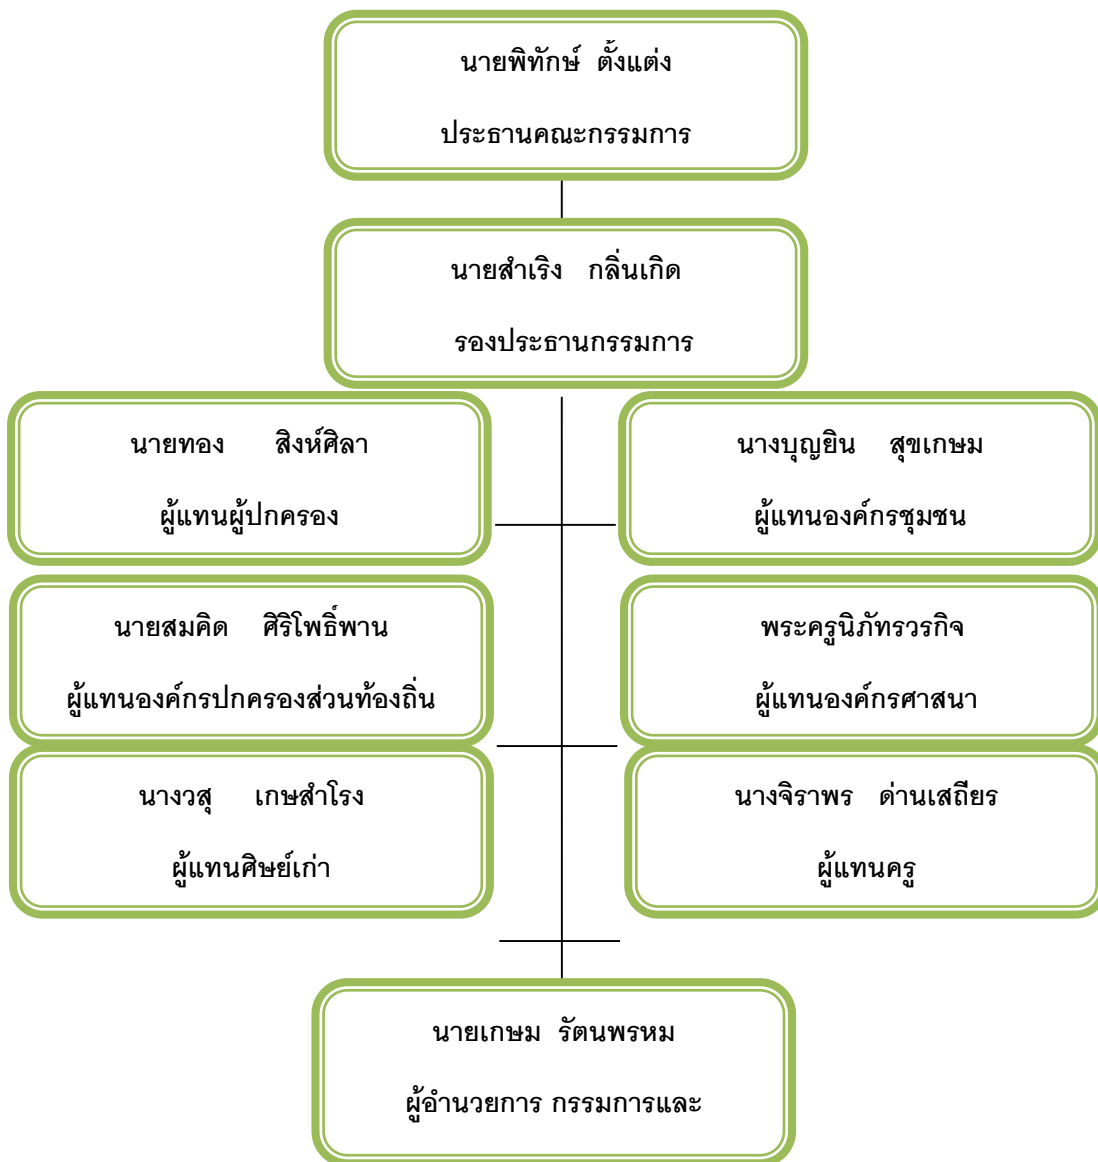 นายพิทักษ์ ตั้งแต่ง
ประธานคณะกรรมการ
นายสำเริง กลิ่นเกิด
รองประธานกรรมการ
นายทอง สิงห์ศิลา
ผู้แทนผู้ปกครอง
นางบุญยิน สุขเกษม
ผู้แทนองค์กรชุมชน
นายสมคิด ศิริโพธิ์พาน
ผู้แทนองค์กรปกครองส่วนท้องถิ่น
พระครูนิภัทรวรกิจ
ผู้แทนองค์กรศาสนา
นางวสุ เกษสำโรง
ผู้แทนศิษย์เก่า
นางจิราพร ด่านเสถียร
ผู้แทนครู
นายเกษม รัตนพรหม
ผู้อำนวยการ กรรมการและ